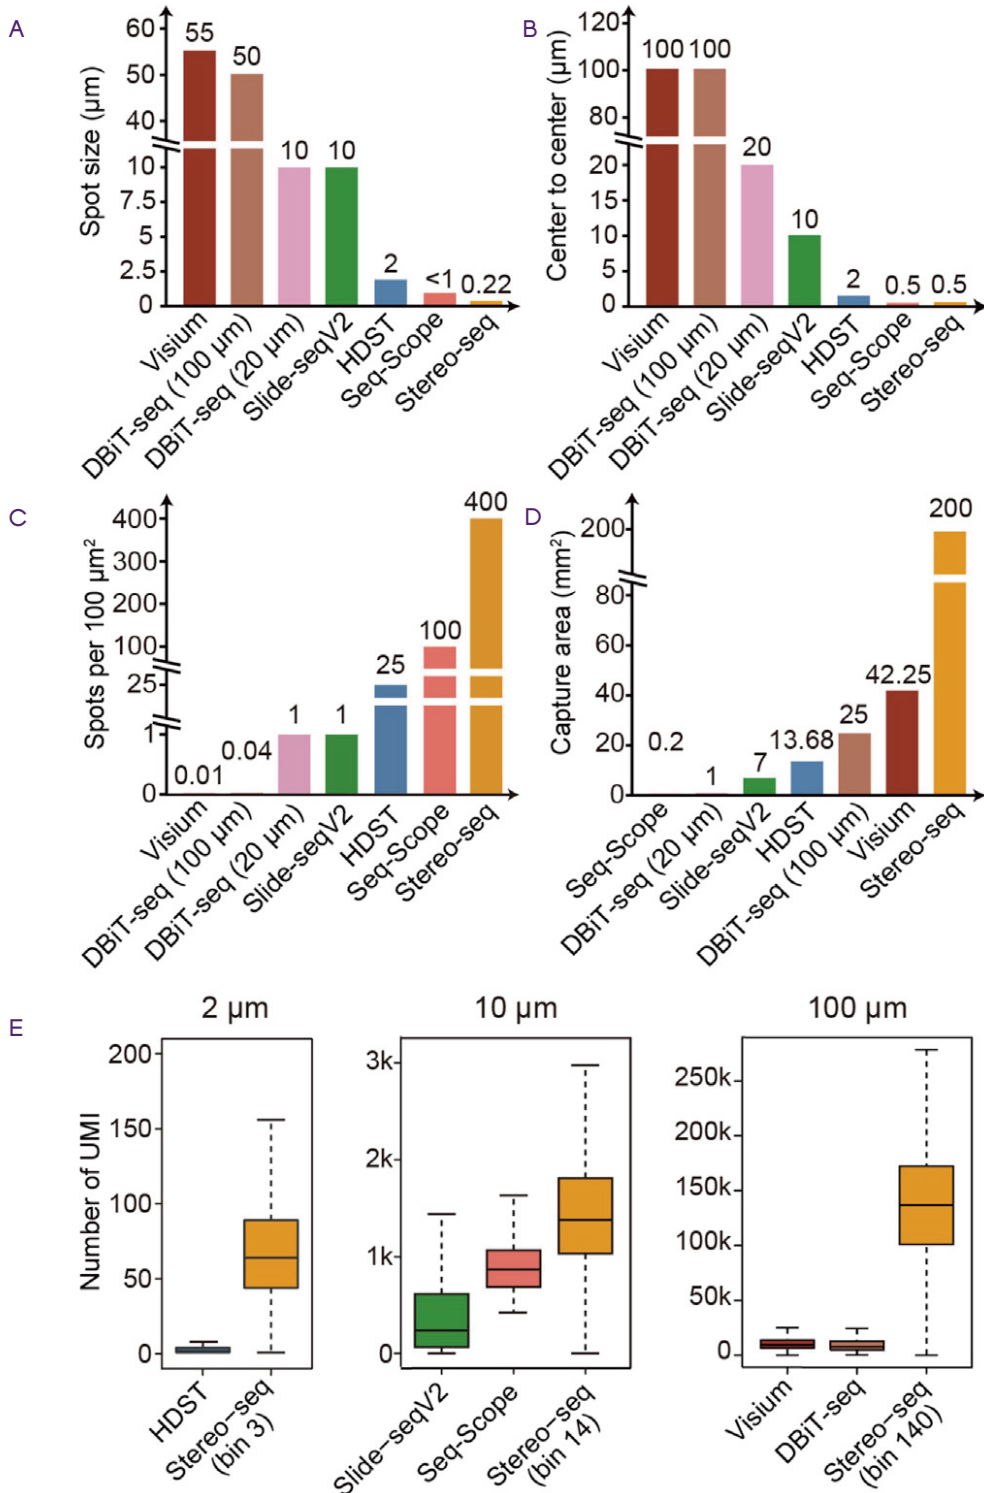 A
Spot size (µm)
60
50
40
10
7.5
5
2.5
0
55
50
10
10
2
<1
0.22
Visium
DBiT-seq (100 µm)
DBiT-seq (20 µm)
Slide-seqV2
HDST
Seq-Scope
Stereo-seq
B
Center to center (µm)
120
100
80
20
15
10
5
0
100
100
20
10
2
0.5
0.5
Visium
DBiT-seq (100 µm)
DBiT-seq (20 µm)
Slide-seqV2
HDST
Seq-Scope
Stereo-seq
C
Spots per 100 µm²
400
300
200
100
25
1
0
0.01
0.04
1
1
25
100
400
Visium
DBiT-seq (100 µm)
DBiT-seq (20 µm)
Slide-seqV2
HDST
Seq-Scope
Stereo-seq
D
Capture area (mm²)
200
80
60
40
20
0
0.2
1
7
13.68
25
42.25
200
Seq-Scope
DBiT-seq (20 µm)
Slide-seqV2
HDST
DBiT-seq (100 µm)
Visium
Stereo-seq
E
Number of UMI
2 µm
200
150
100
50
0
HDST
Stereo-seq
(bin 3)
10 µm
3k
2k
1k
0
Slide-seqV2
Seq-Scope
Stereo-seq
(bin 14)
100 µm
250k
200k
150k
100k
50k
0
Visium
DBiT-seq
Stereo-seq
(bin 140)